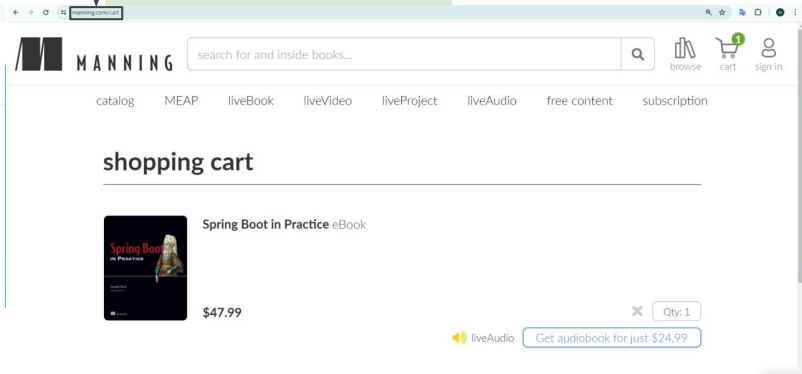 manning.com/cart
MANNING
search for and inside books...
browse
1
cart
sign in
catalog MEAP liveBook liveVideo liveProject liveAudio free content subscription
shopping cart
Spring Boot in Practice eBook
Spring Boot
IN PRACTICE
MANNING
$47.99
Qty: 1
liveAudio
Get audiobook for just $24.99